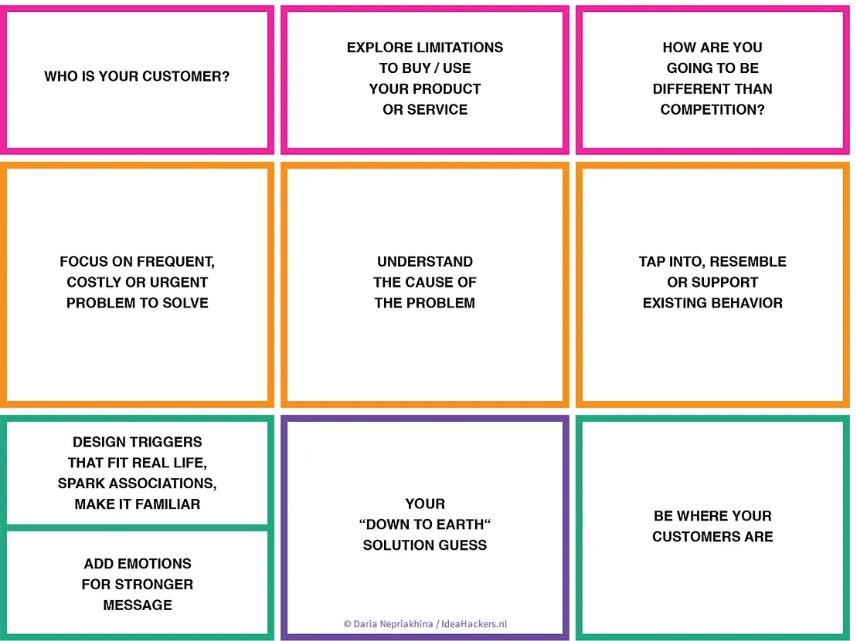 WHO IS YOUR CUSTOMER?
EXPLORE LIMITATIONS
TO BUY / USE
YOUR PRODUCT
OR SERVICE
HOW ARE YOU
GOING TO BE
DIFFERENT THAN
COMPETITION?
FOCUS ON FREQUENT,
COSTLY OR URGENT
PROBLEM TO SOLVE
UNDERSTAND
THE CAUSE OF
THE PROBLEM
TAP INTO, RESEMBLE
OR SUPPORT
EXISTING BEHAVIOR
DESIGN TRIGGERS
THAT FIT REAL LIFE,
SPARK ASSOCIATIONS,
MAKE IT FAMILIAR
ADD EMOTIONS
FOR STRONGER
MESSAGE
YOUR
“DOWN TO EARTH“
SOLUTION GUESS
© Daria Nepriakhina / IdeaHackers.nl
BE WHERE YOUR
CUSTOMERS ARE